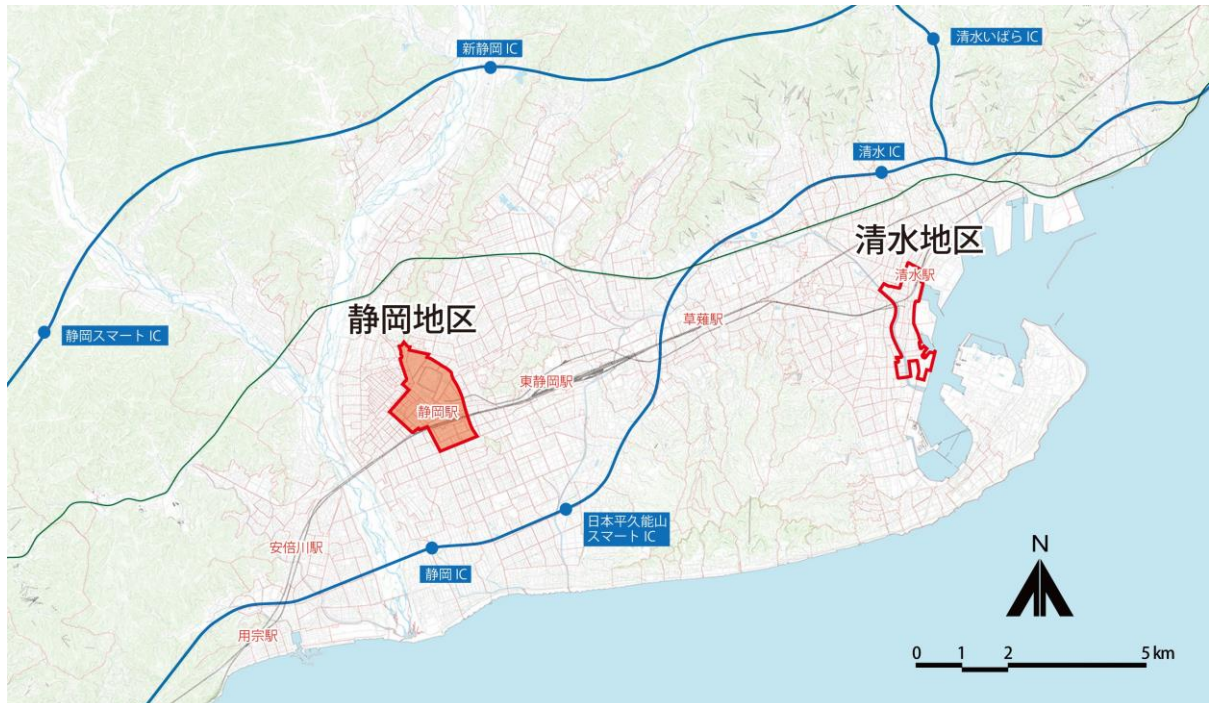 新静岡 IC
清水いばら IC
清水 IC
清水地区
清水駅
静岡地区
静岡スマート IC
草薙駅
東静岡駅
静岡駅
日本平久能山
スマート IC
安倍川駅
静岡 IC
用宗駅
N
0 1 2 5 km